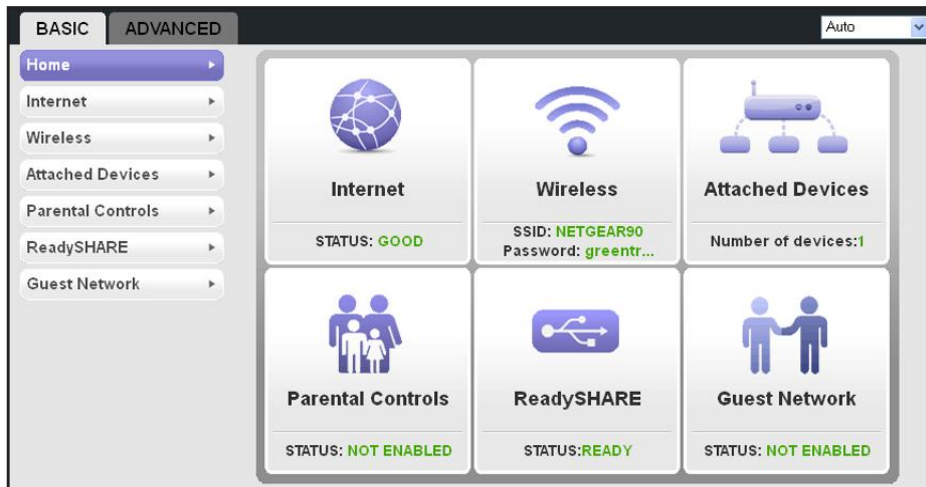 BASIC ADVANCED Auto
Home
Internet
Wireless
Attached Devices
Parental Controls
ReadySHARE
Guest Network
Internet
STATUS: GOOD
Wireless
SSID: NETGEAR90
Password: greentr...
Attached Devices
Number of devices:1
Parental Controls
STATUS: NOT ENABLED
ReadySHARE
STATUS:READY
Guest Network
STATUS: NOT ENABLED